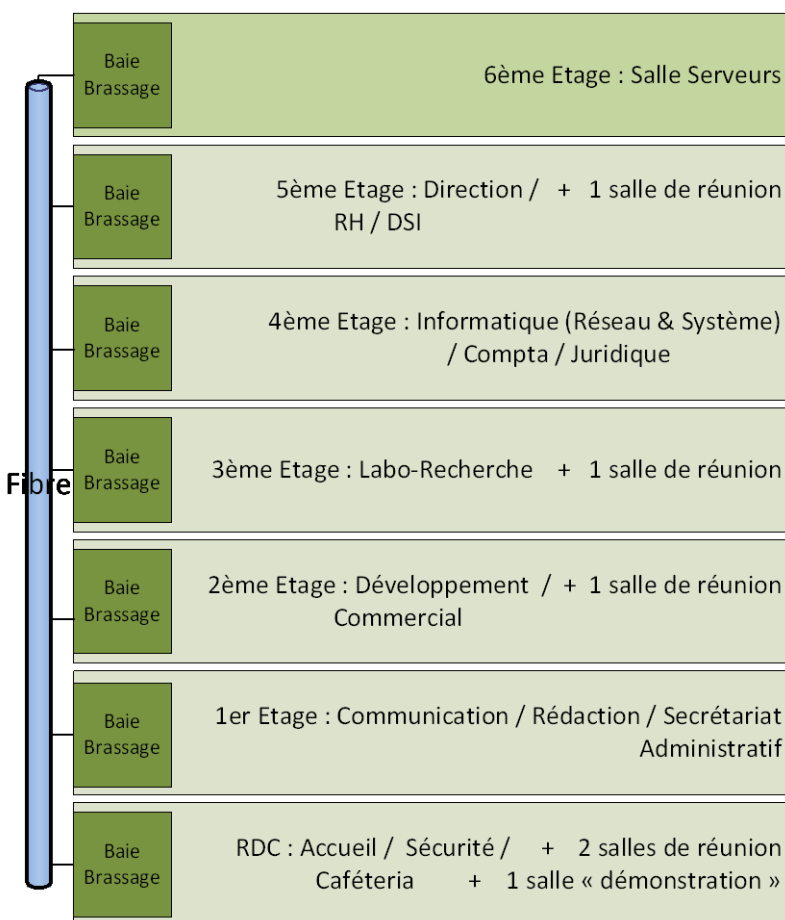 Baie
Brassage
6ème Etage : Salle Serveurs
Baie
Brassage
5ème Etage : Direction / + 1 salle de réunion
RH / DSI
Baie
Brassage
4ème Etage : Informatique (Réseau & Système)
/ Compta / Juridique
Fibre
Baie
Brassage
3ème Etage : Labo-Recherche + 1 salle de réunion
Baie
Brassage
2ème Etage : Développement / + 1 salle de réunion
Commercial
Baie
Brassage
1er Etage : Communication / Rédaction / Secrétariat
Administratif
Baie
Brassage
RDC : Accueil / Sécurité / + 2 salles de réunion
Caféteria + 1 salle « démonstration »